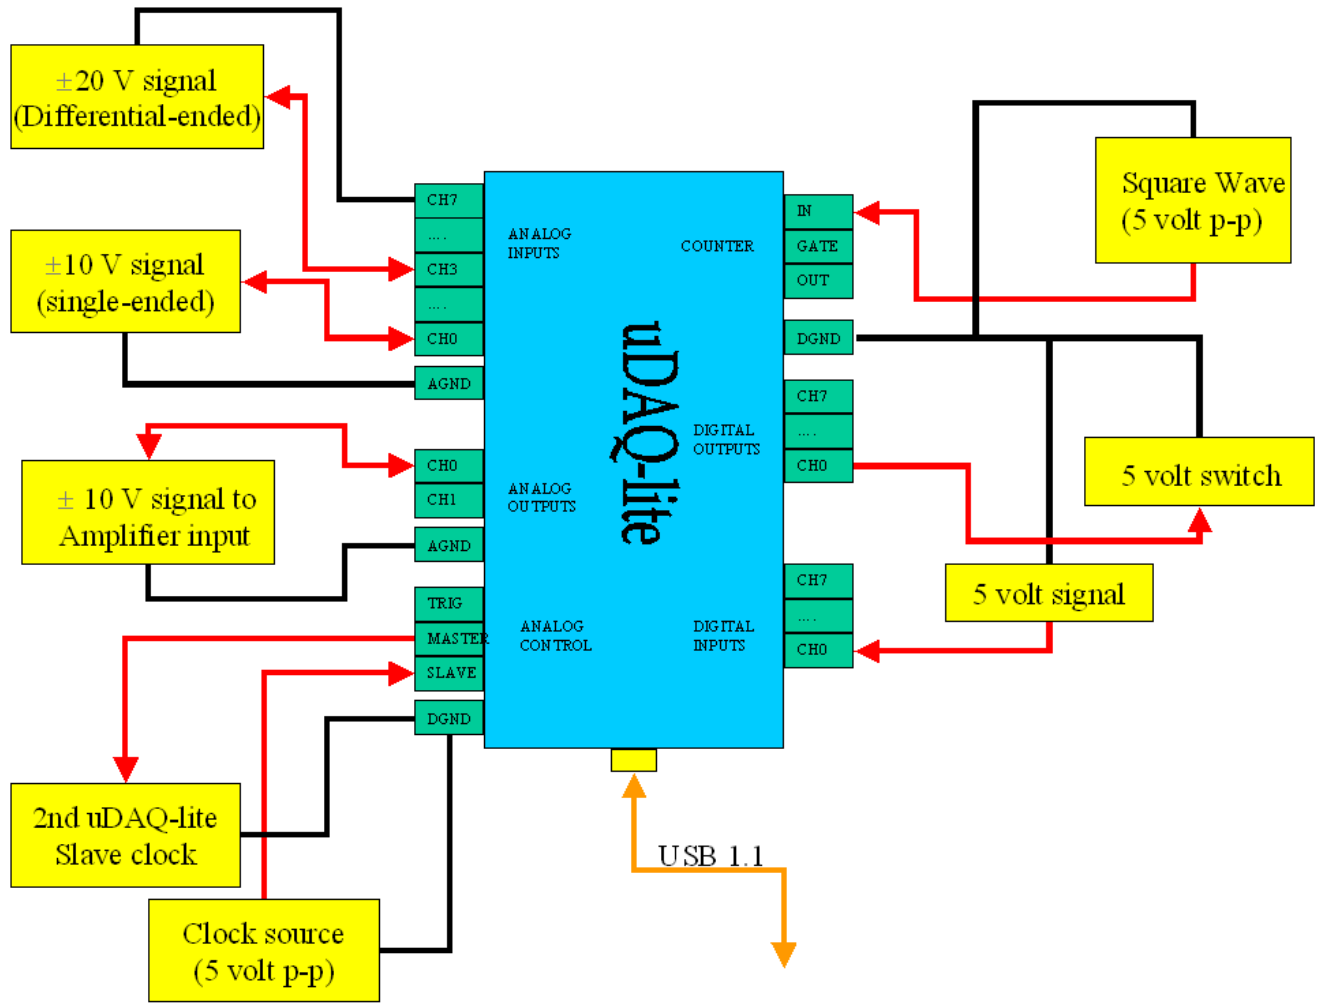 ±20 V signal
(Differential-ended)
±10 V signal
(single-ended)
± 10 V signal to
Amplifier input
2nd uDAQ-lite
Slave clock
Clock source
(5 volt p-p)
CH7
....
CH3
....
CH0
AGND
ANALOG
INPUTS
CH0
CH1
AGND
ANALOG
OUTPUTS
TRIG
MASTER
SLAVE
DGND
ANALOG
CONTROL
uDAQ-lite
COUNTER
IN
GATE
OUT
DGND
DIGITAL
OUTPUTS
CH7
....
CH0
DIGITAL
INPUTS
CH7
....
CH0
Square Wave
(5 volt p-p)
5 volt switch
5 volt signal
USB 1.1